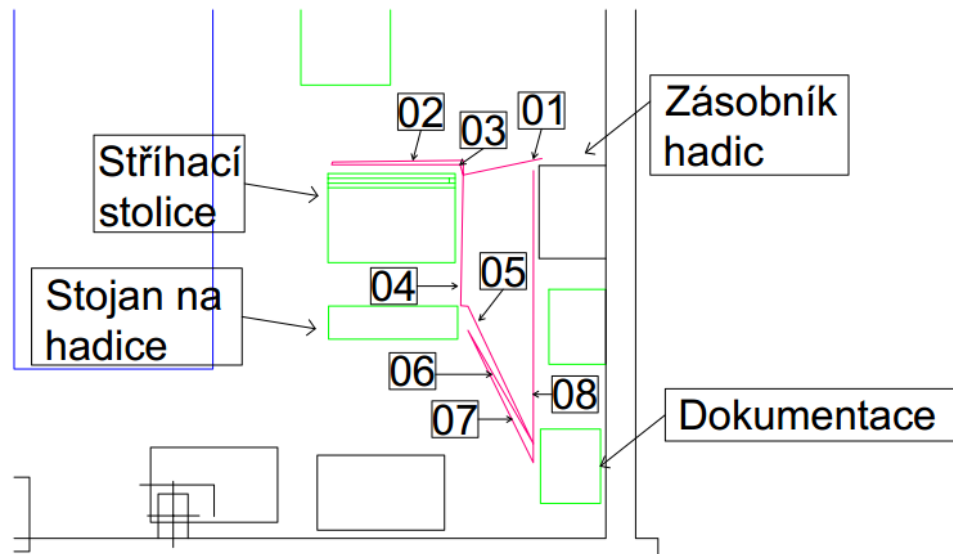 02
01
03
Zásobník
hadic
Stříhací
stolice
04
05
Stojan na
hadice
06
08
07
Dokumentace